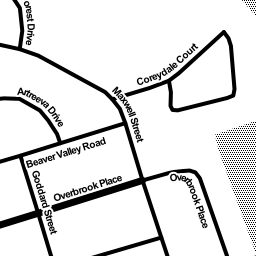 orest Drive
Coreydale Court
Artreeva Drive
Maxwell Street
Beaver Valley Road
Goddard Street
Overbrook Place
Overbrook Place